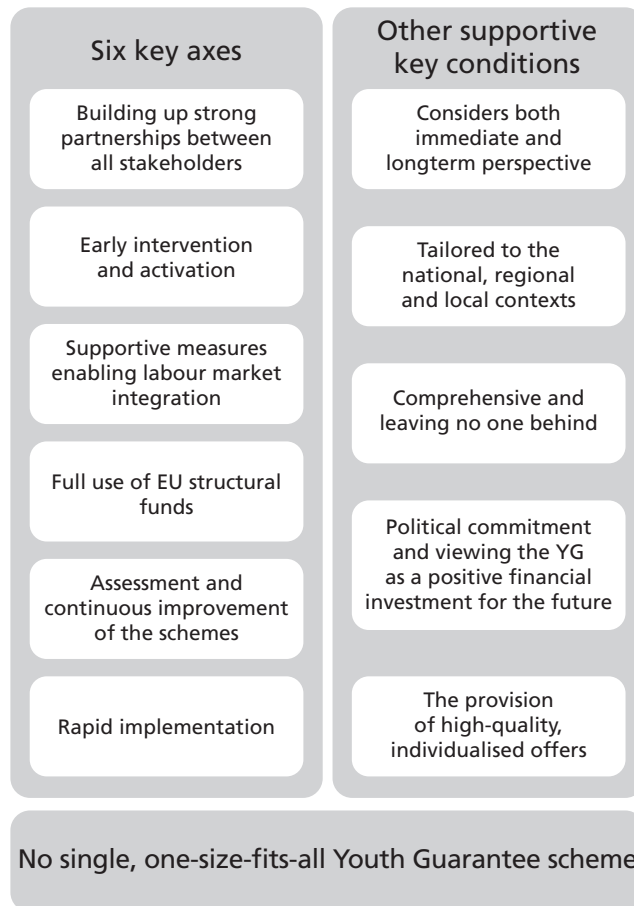 Six key axes
Building up strong
partnerships between
all stakeholders
Early intervention
and activation
Supportive measures
enabling labour market
integration
Full use of EU structural
funds
Assessment and
continuous improvement
of the schemes
Rapid implementation
Other supportive
key conditions
Considers both
immediate and
longterm perspective
Tailored to the
national, regional
and local contexts
Comprehensive and
leaving no one behind
Political commitment
and viewing the YG
as a positive financial
investment for the future
The provision
of high-quality,
individualised offers
No single, one-size-fits-all Youth Guarantee scheme